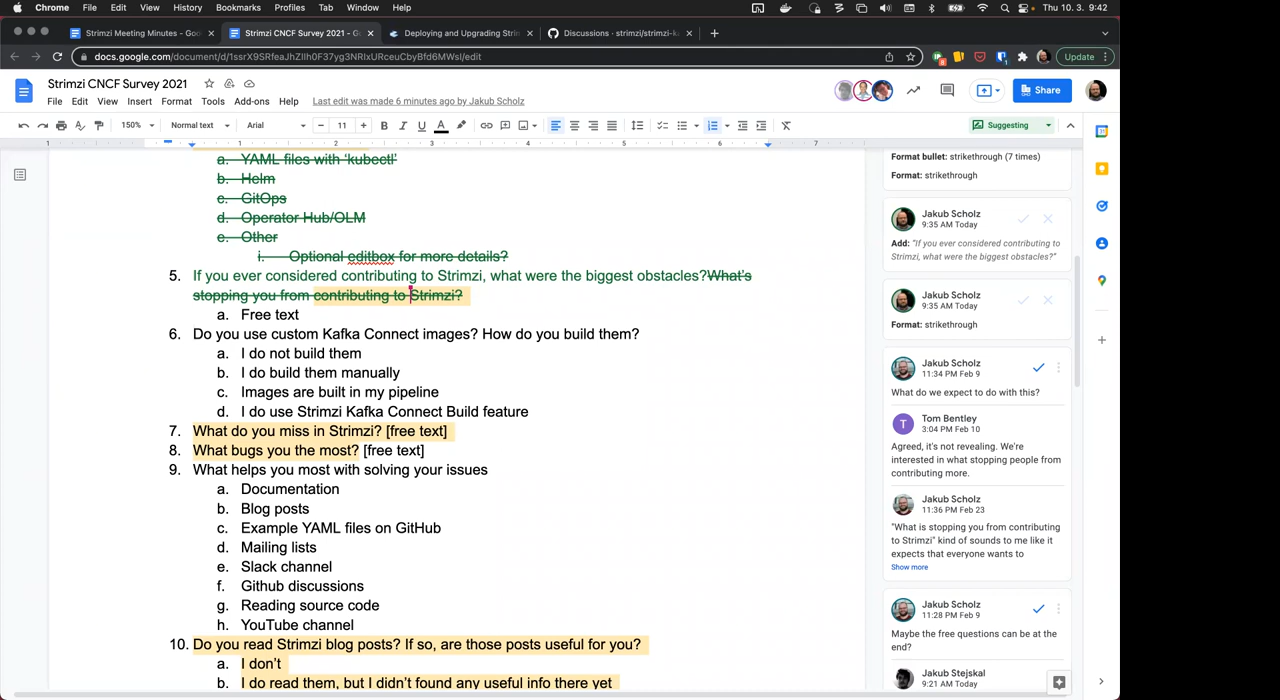 Chrome File Edit View History Bookmarks Profiles Tab Window Help Thu 10. 3. 9:42
Strimzi Meeting Minutes - Goo
Strimzi CNCF Survey 2021 - G
Deploying and Upgrading Strim
Discussions · strimzi/strimzi-k
docs.google.com/document/d/1ssrX9SRfeaJhZIlh0F37yg3NRIxURceuCbyBfd6MWsI/edit
Update
Strimzi CNCF Survey 2021
File Edit View Insert Format Tools Add-ons Help Last edit was made 6 minutes ago by Jakub Scholz
Share
150% Normal text Arial 11 Suggesting
1 1 2 3 4 5 6 7
a. YAML files with 'kubectl'
b. Helm
c. GitOps
d. Operator Hub/OLM
e. Other
i. Optional editbox for more details?
5. If you ever considered contributing to Strimzi, what were the biggest obstacles?What's
stopping you from contributing to Strimzi?
a. Free text
6. Do you use custom Kafka Connect images? How do you build them?
a. I do not build them
b. I do build them manually
c. Images are built in my pipeline
d. I do use Strimzi Kafka Connect Build feature
7. What do you miss in Strimzi? [free text]
8. What bugs you the most? [free text]
9. What helps you most with solving your issues
a. Documentation
b. Blog posts
c. Example YAML files on GitHub
d. Mailing lists
e. Slack channel
f. Github discussions
g. Reading source code
h. YouTube channel
10. Do you read Strimzi blog posts? If so, are those posts useful for you?
a. I don't
b. I do read them, but I didn't found any useful info there yet
Format bullet: strikethrough (7 times)
Format: strikethrough
Jakub Scholz
9:35 AM Today
Add: "If you ever considered contributing to
Strimzi, what were the biggest obstacles?"
Jakub Scholz
9:35 AM Today
Format: strikethrough
Jakub Scholz
11:34 PM Feb 9
What do we expect to do with this?
T
Tom Bentley
3:04 PM Feb 10
Agreed, it's not revealing. We're
interested in what stopping people from
contributing more.
Jakub Scholz
11:36 PM Feb 23
"What is stopping you from contributing
to Strimzi" kind of sounds to me like it
expects that everyone wants to
Show more
Jakub Scholz
11:28 PM Feb 9
Maybe the free questions can be at the
end?
Jakub Stejskal
9:21 AM Today